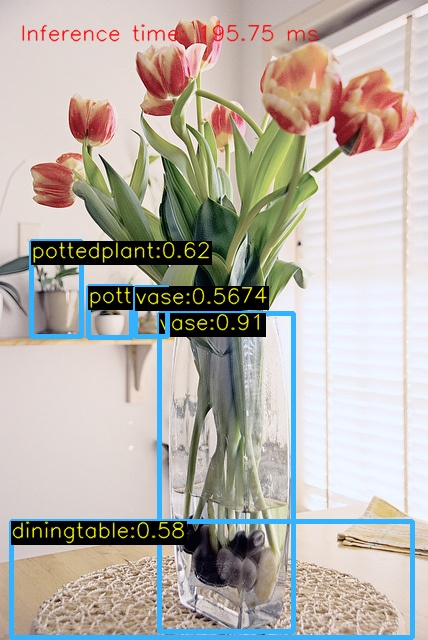 Inference time: 195.75 ms
pottedplant:0.62
pott
vase:0.5674
vase:0.91
diningtable:0.58